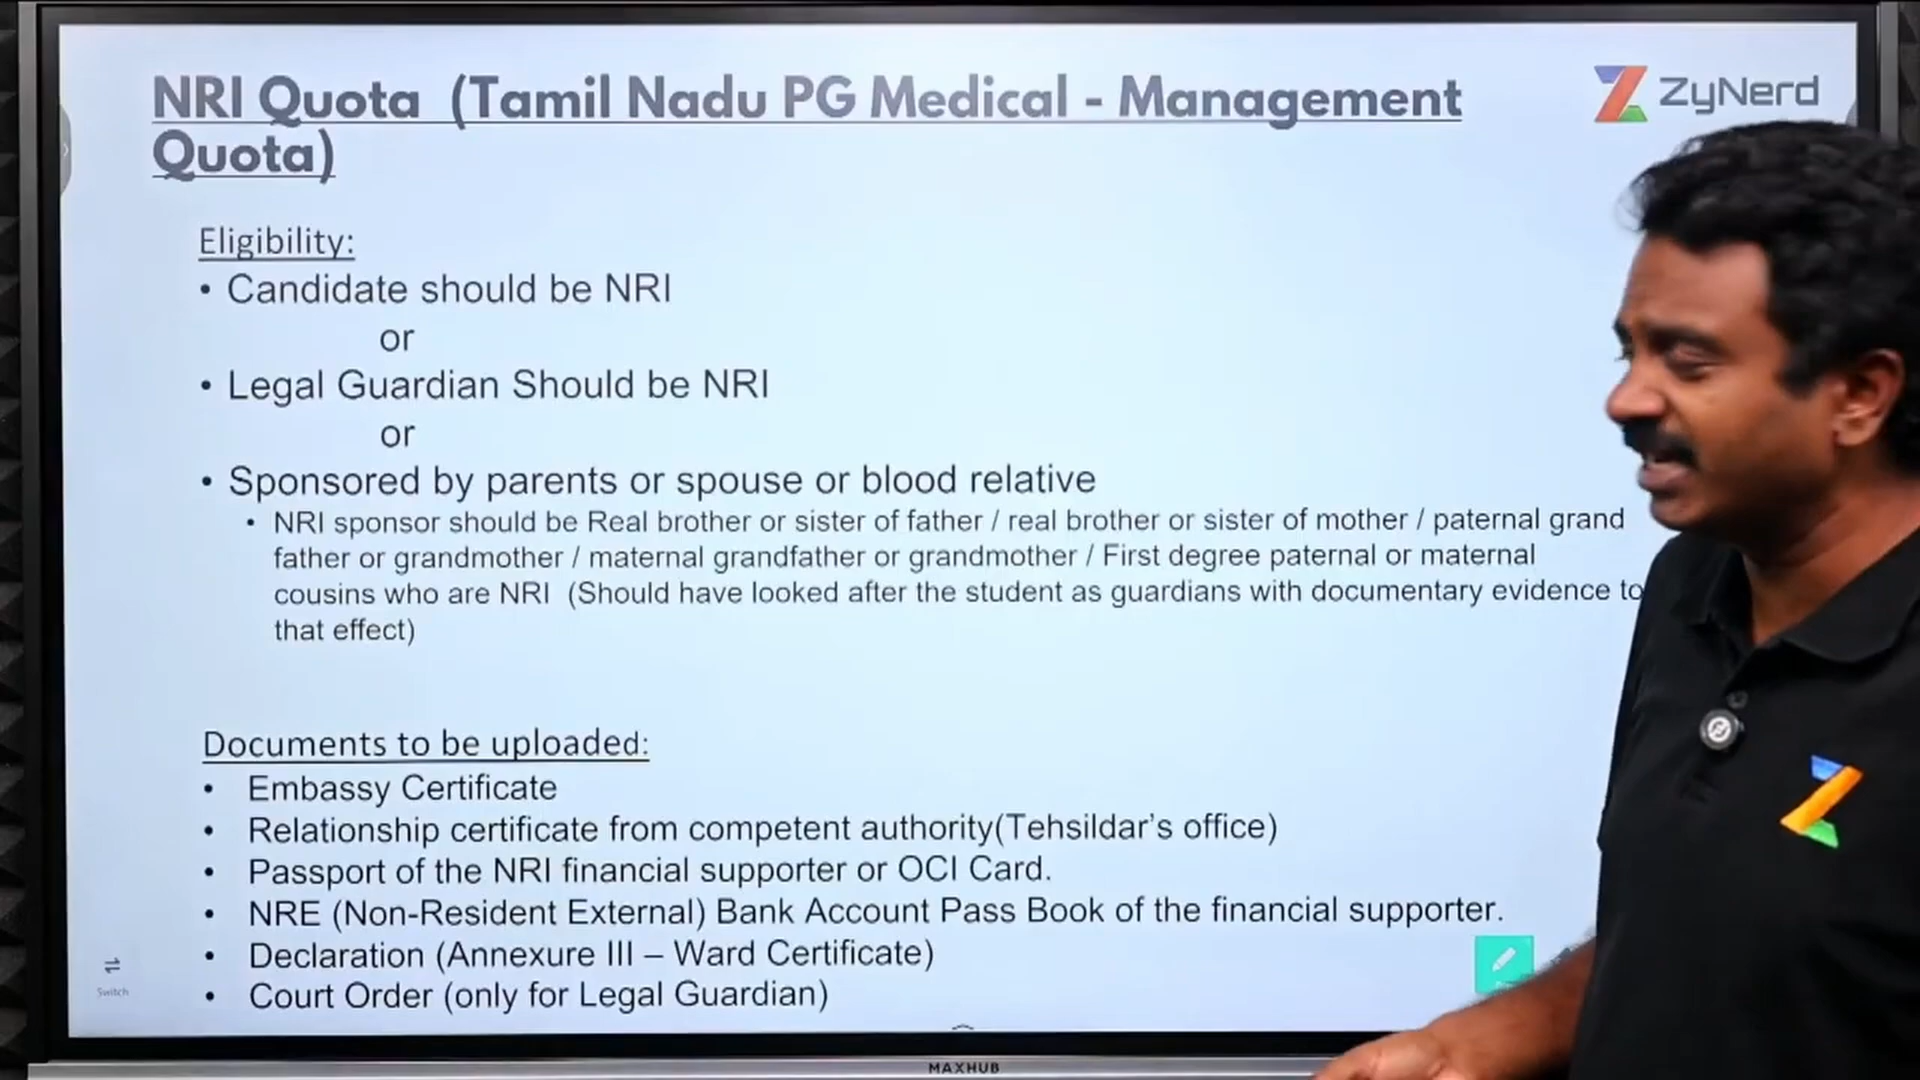 NRI Quota (Tamil Nadu PG Medical - Management
Quota)
ZyNerd
Eligibility:
• Candidate should be NRI
or
• Legal Guardian Should be NRI
or
• Sponsored by parents or spouse or blood relative
• NRI sponsor should be Real brother or sister of father / real brother or sister of mother / paternal grand
father or grandmother / maternal grandfather or grandmother / First degree paternal or maternal
cousins who are NRI (Should have looked after the student as guardians with documentary evidence to
that effect)
Documents to be uploaded:
• Embassy Certificate
• Relationship certificate from competent authority(Tehsildar's office)
• Passport of the NRI financial supporter or OCI Card.
• NRE (Non-Resident External) Bank Account Pass Book of the financial supporter.
• Declaration (Annexure III – Ward Certificate)
• Court Order (only for Legal Guardian)
Switch
MAXHUB